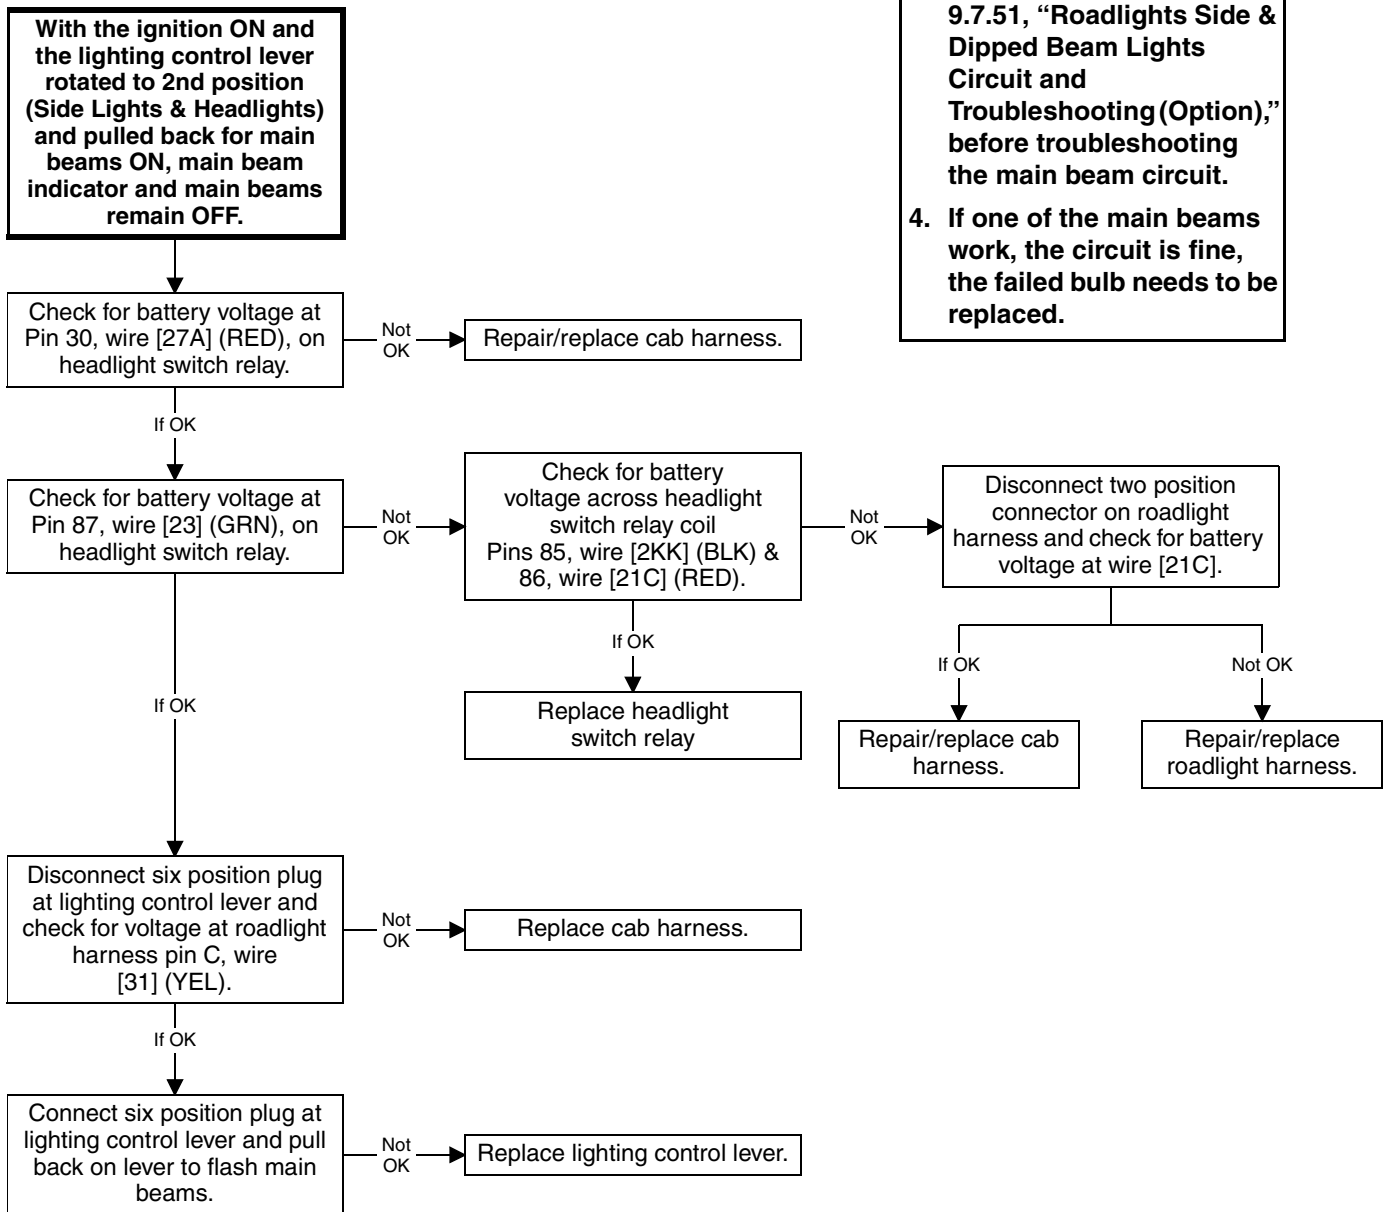 With the ignition ON and
the lighting control lever
rotated to 2nd position
(Side Lights & Headlights)
and pulled back for main
beams ON, main beam
indicator and main beams
remain OFF.
9.7.51, “Roadlights Side &
Dipped Beam Lights
Circuit and
Troubleshooting (Option),”
before troubleshooting
the main beam circuit.
4. If one of the main beams
work, the circuit is fine,
the failed bulb needs to be
replaced.
Check for battery voltage at
Pin 30, wire [27A] (RED), on
headlight switch relay.
Not
OK
Repair/replace cab harness.
If OK
Check for battery voltage at
Pin 87, wire [23] (GRN), on
headlight switch relay.
Not
OK
Check for battery
voltage across headlight
switch relay coil
Pins 85, wire [2KK] (BLK) &
86, wire [21C] (RED).
Not
OK
Disconnect two position
connector on roadlight
harness and check for battery
voltage at wire [21C].
If OK
Replace headlight
switch relay
If OK
Repair/replace cab
harness.
Not OK
Repair/replace
roadlight harness.
If OK
Disconnect six position plug
at lighting control lever and
check for voltage at roadlight
harness pin C, wire
[31] (YEL).
Not
OK
Replace cab harness.
If OK
Connect six position plug at
lighting control lever and pull
back on lever to flash main
beams.
Not
OK
Replace lighting control lever.